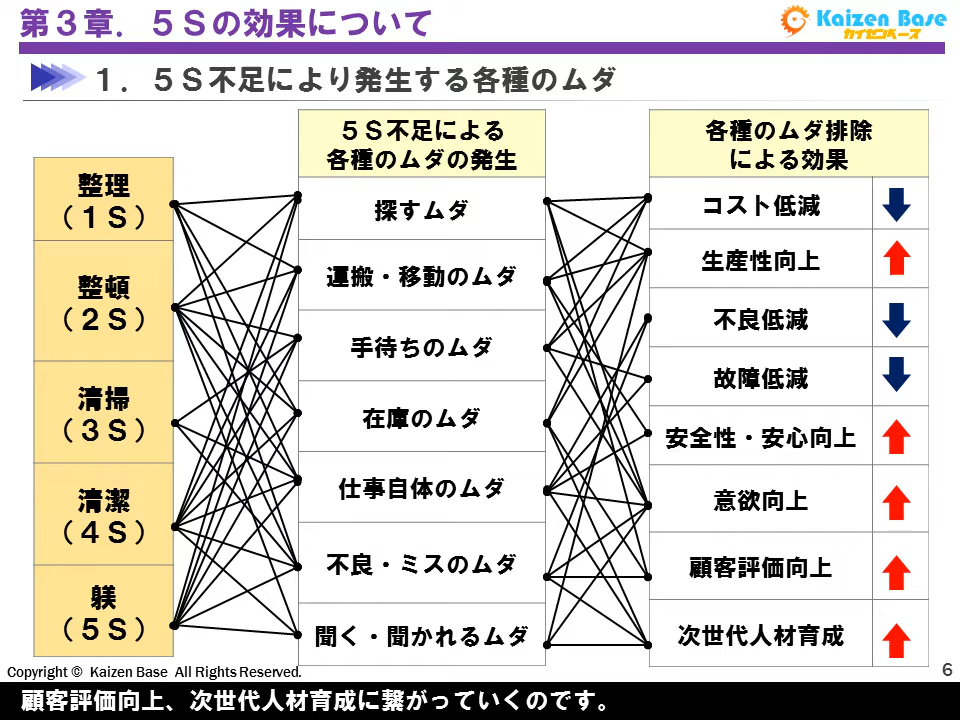 第３章．５Ｓの効果について
Kaizen Base
カイゼンベース
１．５Ｓ不足により発生する各種のムダ
整理
（１Ｓ）
整頓
（２Ｓ）
清掃
（３Ｓ）
清潔
（４Ｓ）
躾
（５Ｓ）
５Ｓ不足による
各種のムダの発生
探すムダ
運搬・移動のムダ
手待ちのムダ
在庫のムダ
仕事自体のムダ
不良・ミスのムダ
聞く・聞かれるムダ
各種のムダ排除
による効果
コスト低減
生産性向上
不良低減
故障低減
安全性・安心向上
意欲向上
顧客評価向上
次世代人材育成
Copyright © Kaizen Base All Rights Reserved.
6
顧客評価向上、次世代人材育成に繋がっていくのです。